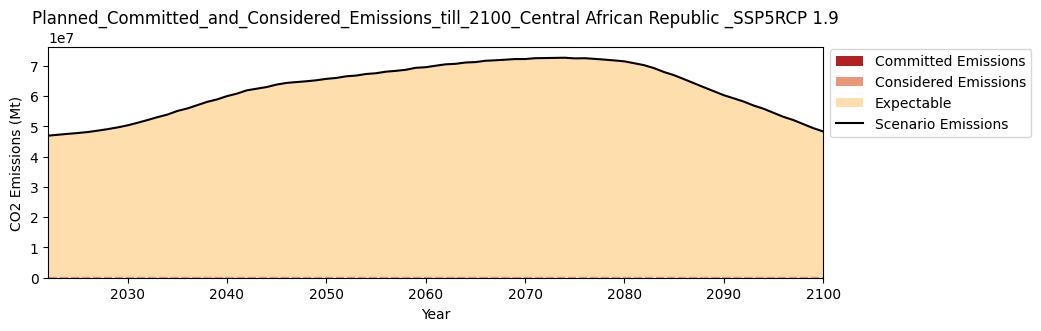 Planned_Committed_and_Considered_Emissions_till_2100_Central African Republic _SSP5RCP 1.9
1e7
7
6
5
4
3
2
1
0
CO2 Emissions (Mt)
2030 2040 2050 2060 2070 2080 2090 2100
Year
Committed Emissions
Considered Emissions
Expectable
Scenario Emissions